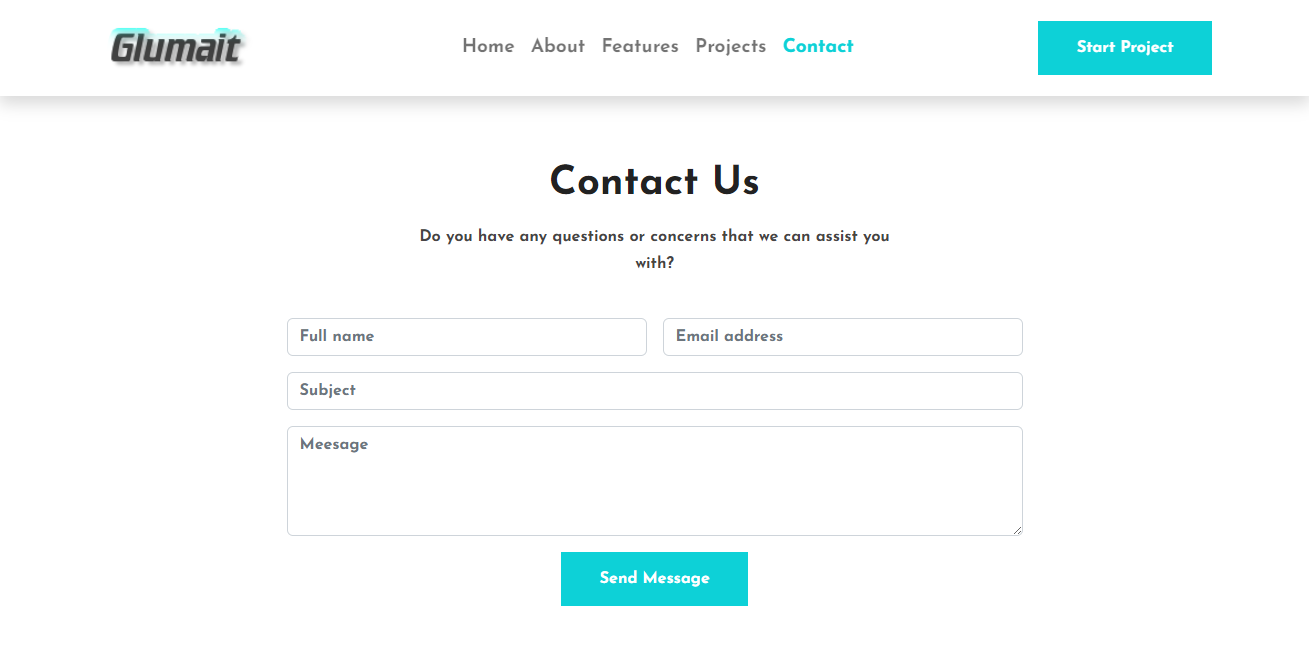 Glumait
Home About Features Projects Contact
Start Project
Contact Us
Do you have any questions or concerns that we can assist you
with?
Full name
Email address
Subject
Meesage
Send Message